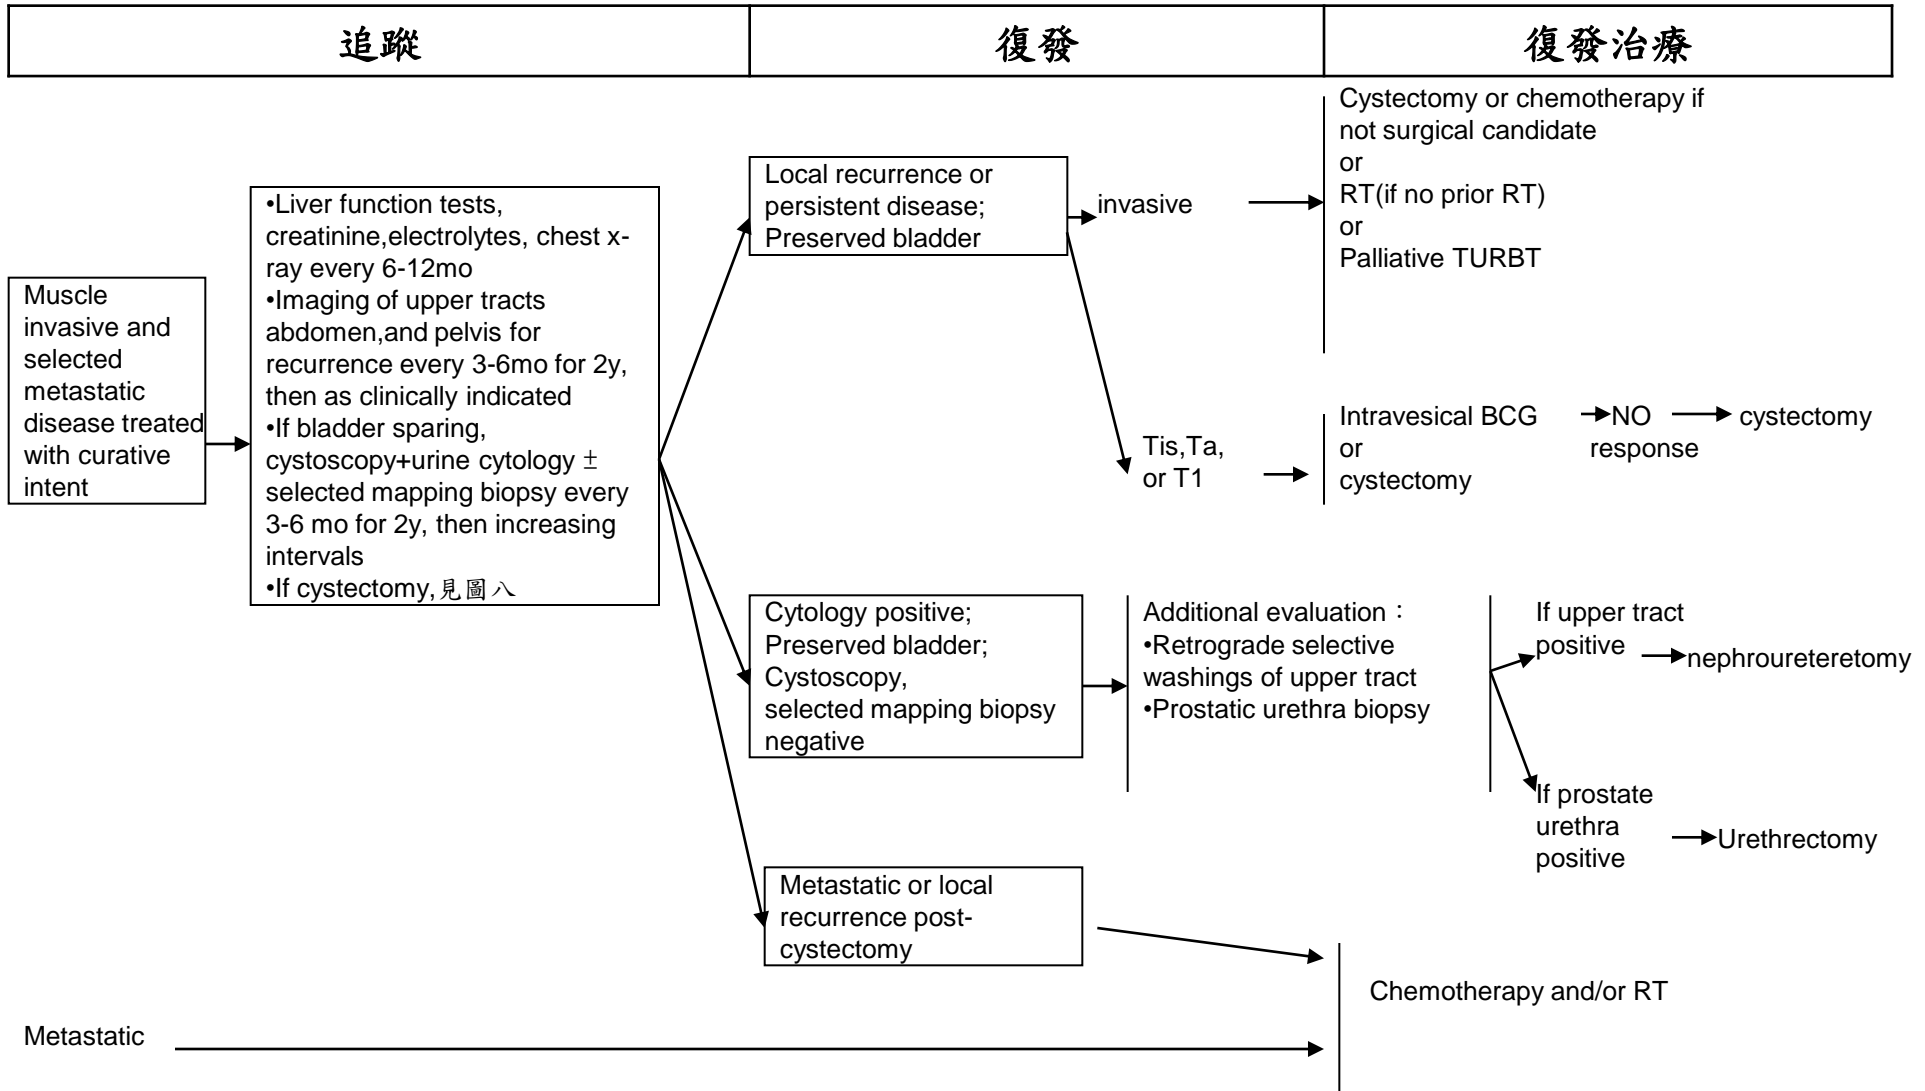 追蹤
復發
復發治療
Muscle
invasive and
selected
metastatic
disease treated
with curative
intent
•Liver function tests,
creatinine,electrolytes, chest x-
ray every 6-12mo
•Imaging of upper tracts
abdomen,and pelvis for
recurrence every 3-6mo for 2y,
then as clinically indicated
•If bladder sparing,
cystoscopy+urine cytology ±
selected mapping biopsy every
3-6 mo for 2y, then increasing
intervals
•If cystectomy,見圖八
Local recurrence or
persistent disease;
Preserved bladder
invasive
Cystectomy or chemotherapy if
not surgical candidate
or
RT(if no prior RT)
or
Palliative TURBT
Tis,Ta,
or T1
Intravesical BCG
or
cystectomy
NO
response
cystectomy
Cytology positive;
Preserved bladder;
Cystoscopy,
selected mapping biopsy
negative
Additional evaluation：
•Retrograde selective
washings of upper tract
•Prostatic urethra biopsy
If upper tract
positive
nephroureteretomy
If prostate
urethra
positive
Urethrectomy
Metastatic or local
recurrence post-
cystectomy
Chemotherapy and/or RT
Metastatic